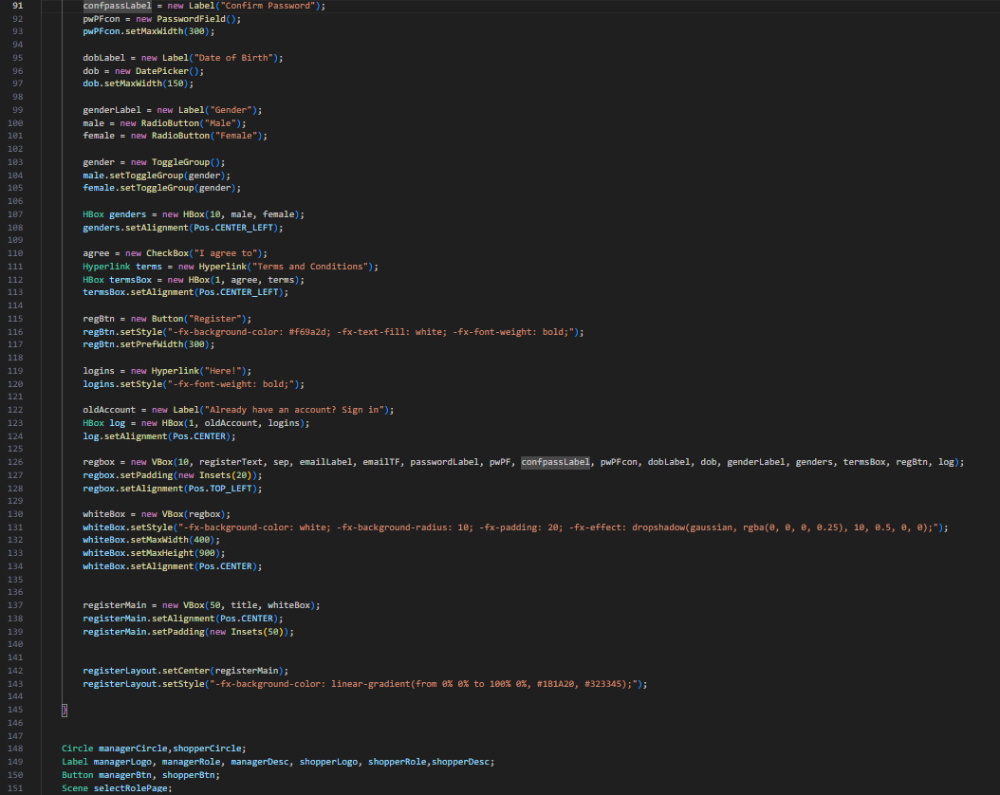 91 confpassLabel = new Label("Confirm Password");
92 pwPFcon = new PasswordField();
93 pwPFcon.setMaxWidth(300);
94
95 dobLabel = new Label("Date of Birth");
96 dob = new DatePicker();
97 dob.setMaxWidth(150);
98
99 genderLabel = new Label("Gender");
100 male = new RadioButton("Male");
101 female = new RadioButton("Female");
102
103 gender = new ToggleGroup();
104 male.setToggleGroup(gender);
105 female.setToggleGroup(gender);
106
107 HBox genders = new HBox(10, male, female);
108 genders.setAlignment(Pos.CENTER_LEFT);
109
110 agree = new CheckBox("I agree to");
111 Hyperlink terms = new Hyperlink("Terms and Conditions");
112 HBox termsBox = new HBox(1, agree, terms);
113 termsBox.setAlignment(Pos.CENTER_LEFT);
114
115 regBtn = new Button("Register");
116 regBtn.setStyle("-fx-background-color: #f69a2d; -fx-text-fill: white; -fx-font-weight: bold;");
117 regBtn.setPrefWidth(300);
118
119 logins = new Hyperlink("Here!");
120 logins.setStyle("-fx-font-weight: bold;");
121
122 oldAccount = new Label("Already have an account? Sign in");
123 HBox log = new HBox(1, oldAccount, logins);
124 log.setAlignment(Pos.CENTER);
125
126 regbox = new VBox(10, registerText, sep, emailLabel, emailTF, passwordLabel, pwPF, confpassLabel, pwPFcon, dobLabel, dob, genderLabel, genders, termsBox, regBtn, log);
127 regbox.setPadding(new Insets(20));
128 regbox.setAlignment(Pos.TOP_LEFT);
129
130 whiteBox = new VBox(regbox);
131 whiteBox.setStyle("-fx-background-color: white; -fx-background-radius: 10; -fx-padding: 20; -fx-effect: dropshadow(gaussian, rgba(0, 0, 0, 0.25), 10, 0.5, 0, 0);");
132 whiteBox.setMaxWidth(400);
133 whiteBox.setMaxHeight(900);
134 whiteBox.setAlignment(Pos.CENTER);
135
136
137 registerMain = new VBox(50, title, whiteBox);
138 registerMain.setAlignment(Pos.CENTER);
139 registerMain.setPadding(new Insets(50));
140
141
142 registerLayout.setCenter(registerMain);
143 registerLayout.setStyle("-fx-background-color: linear-gradient(from 0% 0% to 100% 0%, #1B1A20, #323345);");
144
145 }
146
147
148 Circle managerCircle,shopperCircle;
149 Label managerLogo, managerRole, managerDesc, shopperLogo, shopperRole,shopperDesc;
150 Button managerBtn, shopperBtn;
151 Scene selectRolePage;